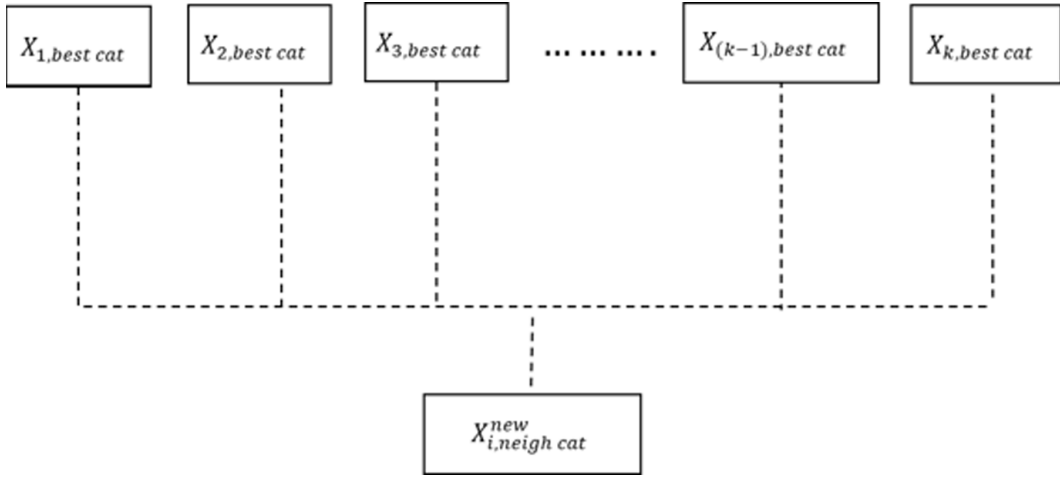 X_{1,best cat} X_{2,best cat} X_{3,best cat} … … … . X_{(k−1),best cat} X_{k,best cat}
X_{i,neigh cat}^{new}